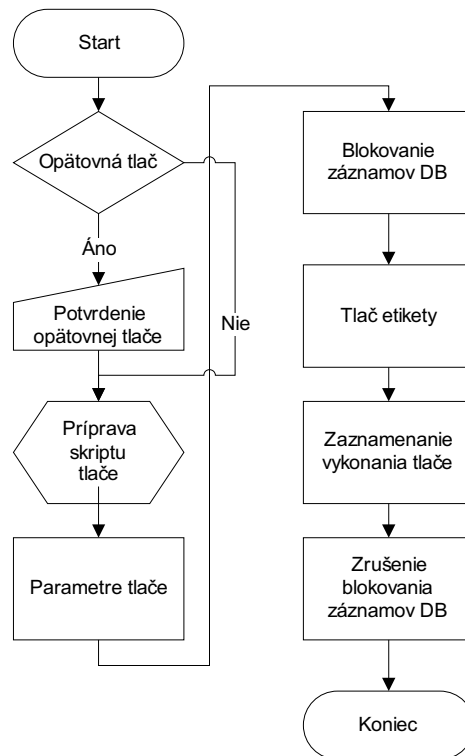 Start
Opätovná tlač
Áno
Potvrdenie
opätovnej tlače
Nie
Príprava
skriptu
tlače
Parametre tlače
Blokovanie
záznamov DB
Tlač etikety
Zaznamenanie
vykonania tlače
Zrušenie
blokovania
záznamov DB
Koniec